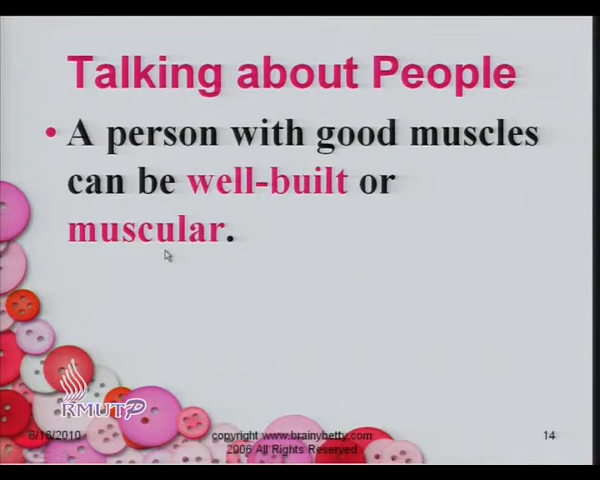 Talking about People
• A person with good muscles
can be well-built or
muscular.
RMUTP
6/16/2010
copyright www.brainybetty.com
2006 All Rights Reserved
14